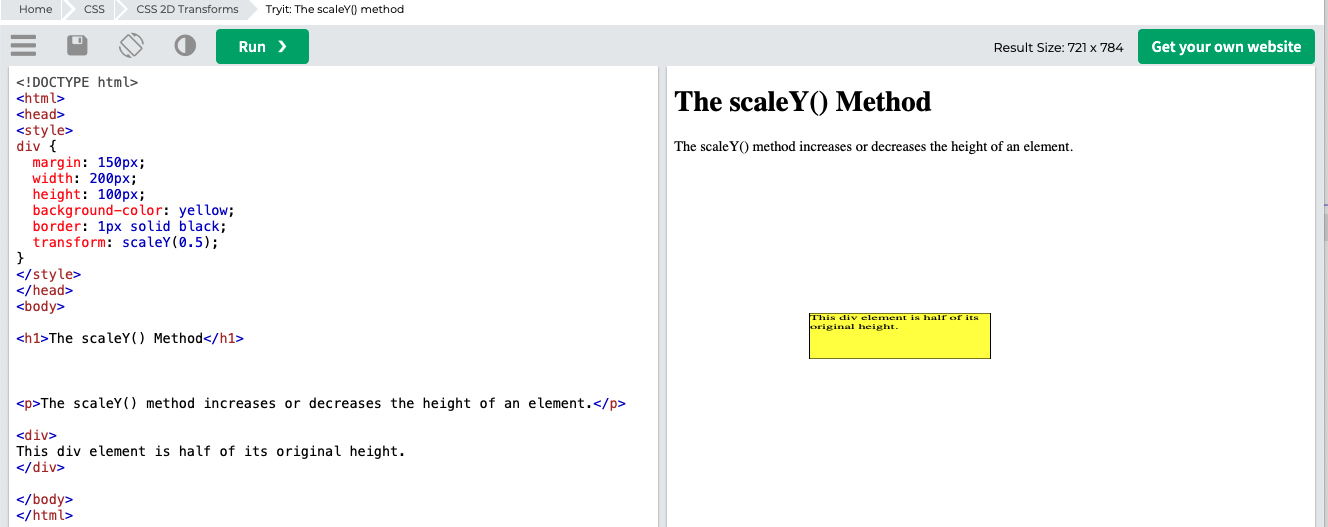 Home CSS CSS 2D Transforms Tryit: The scaleY() method
Run ❯ Result Size: 721 x 784 Get your own website
<!DOCTYPE html>
<html>
<head>
<style>
div {
  margin: 150px;
  width: 200px;
  height: 100px;
  background-color: yellow;
  border: 1px solid black;
  transform: scaleY(0.5);
}
</style>
</head>
<body>
<h1>The scaleY() Method</h1>
<p>The scaleY() method increases or decreases the height of an element.</p>
<div>
This div element is half of its original height.
</div>
</body>
</html>
The scaleY() Method
The scaleY() method increases or decreases the height of an element.
This div element is half of its
original height.